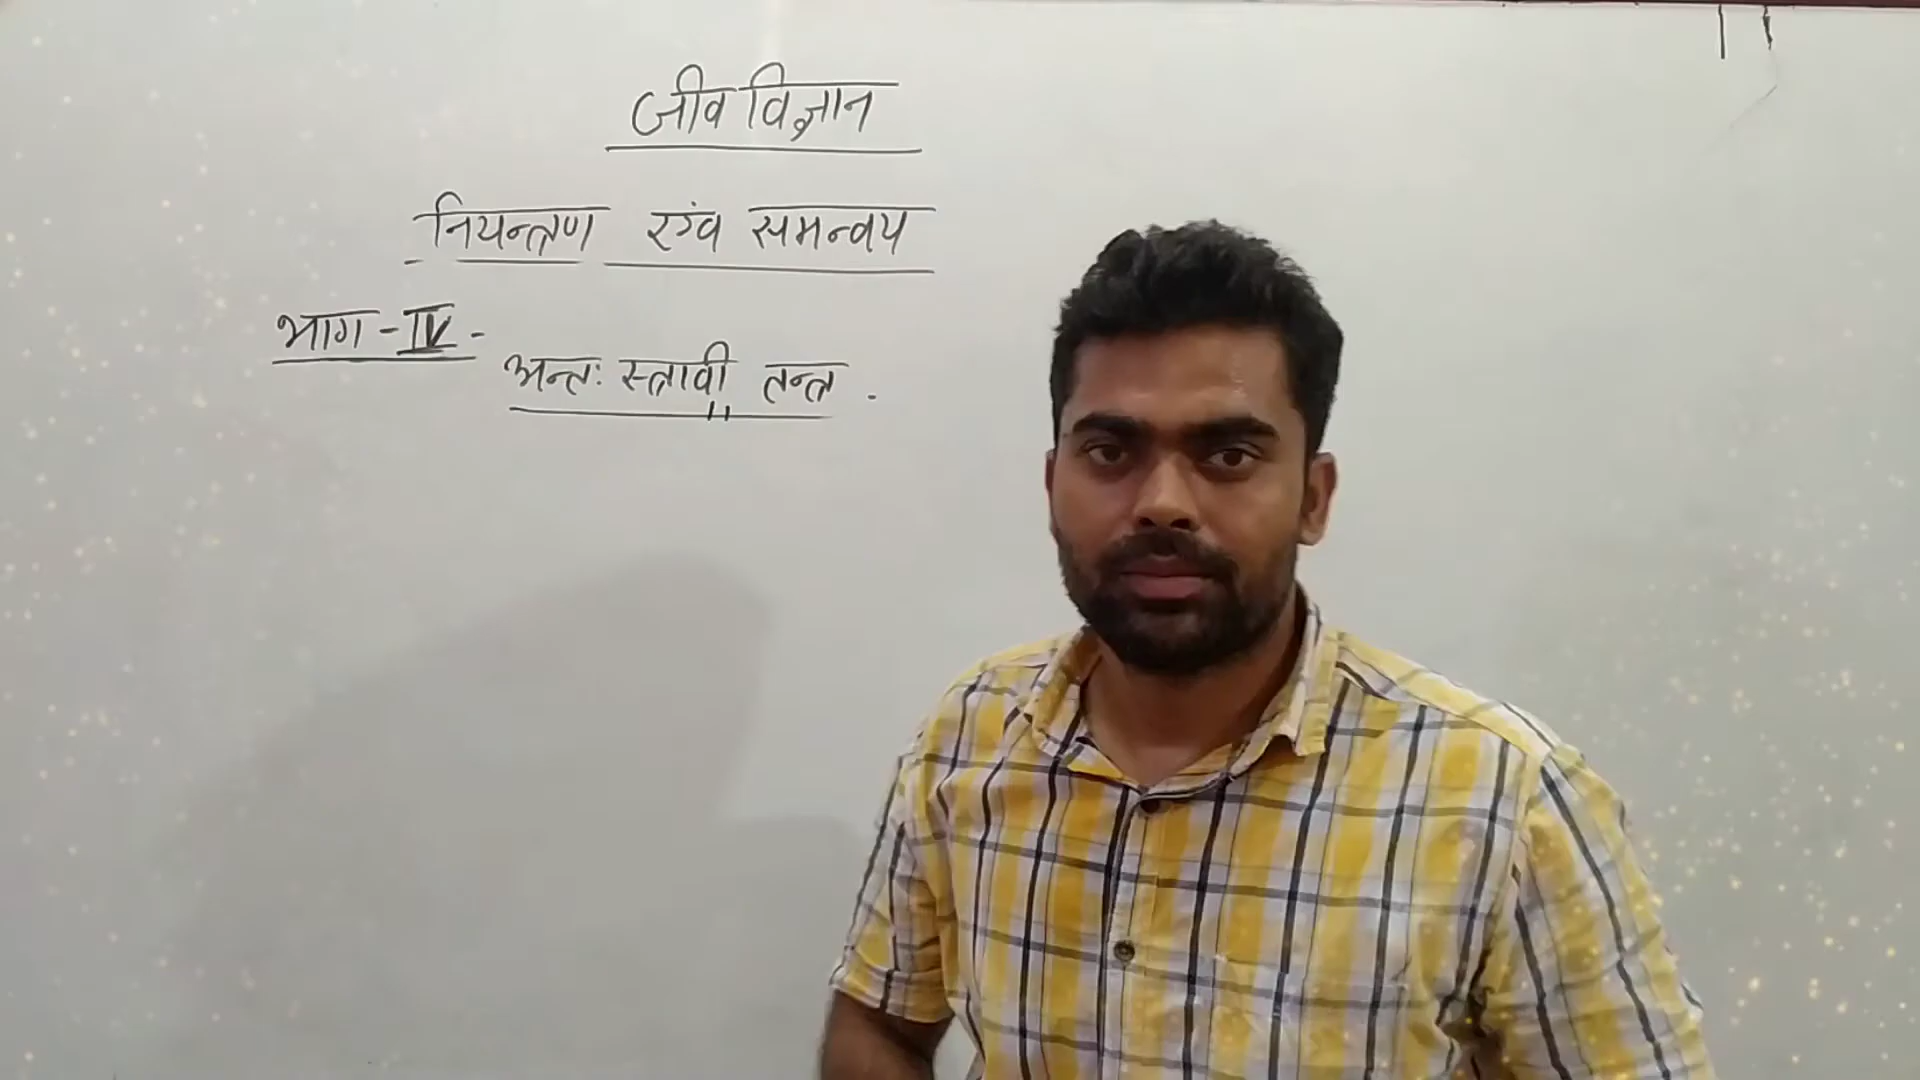 जीव विज्ञान
नियन्त्रण एवं समन्वय
भाग - IV -
अन्तः स्त्रावी तन्त्र .